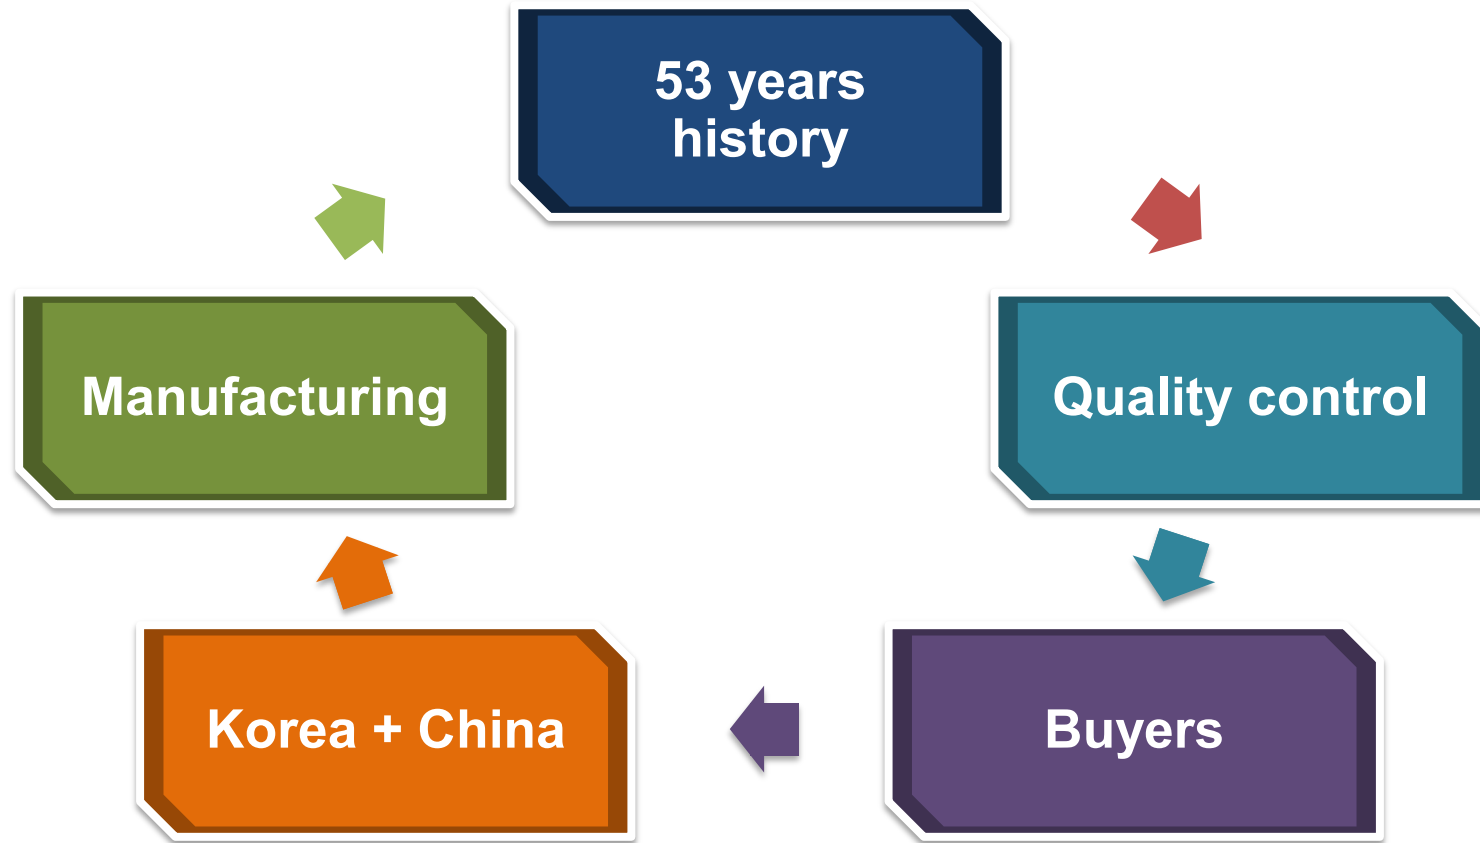 53 years
history
Manufacturing
Quality control
Korea + China
Buyers